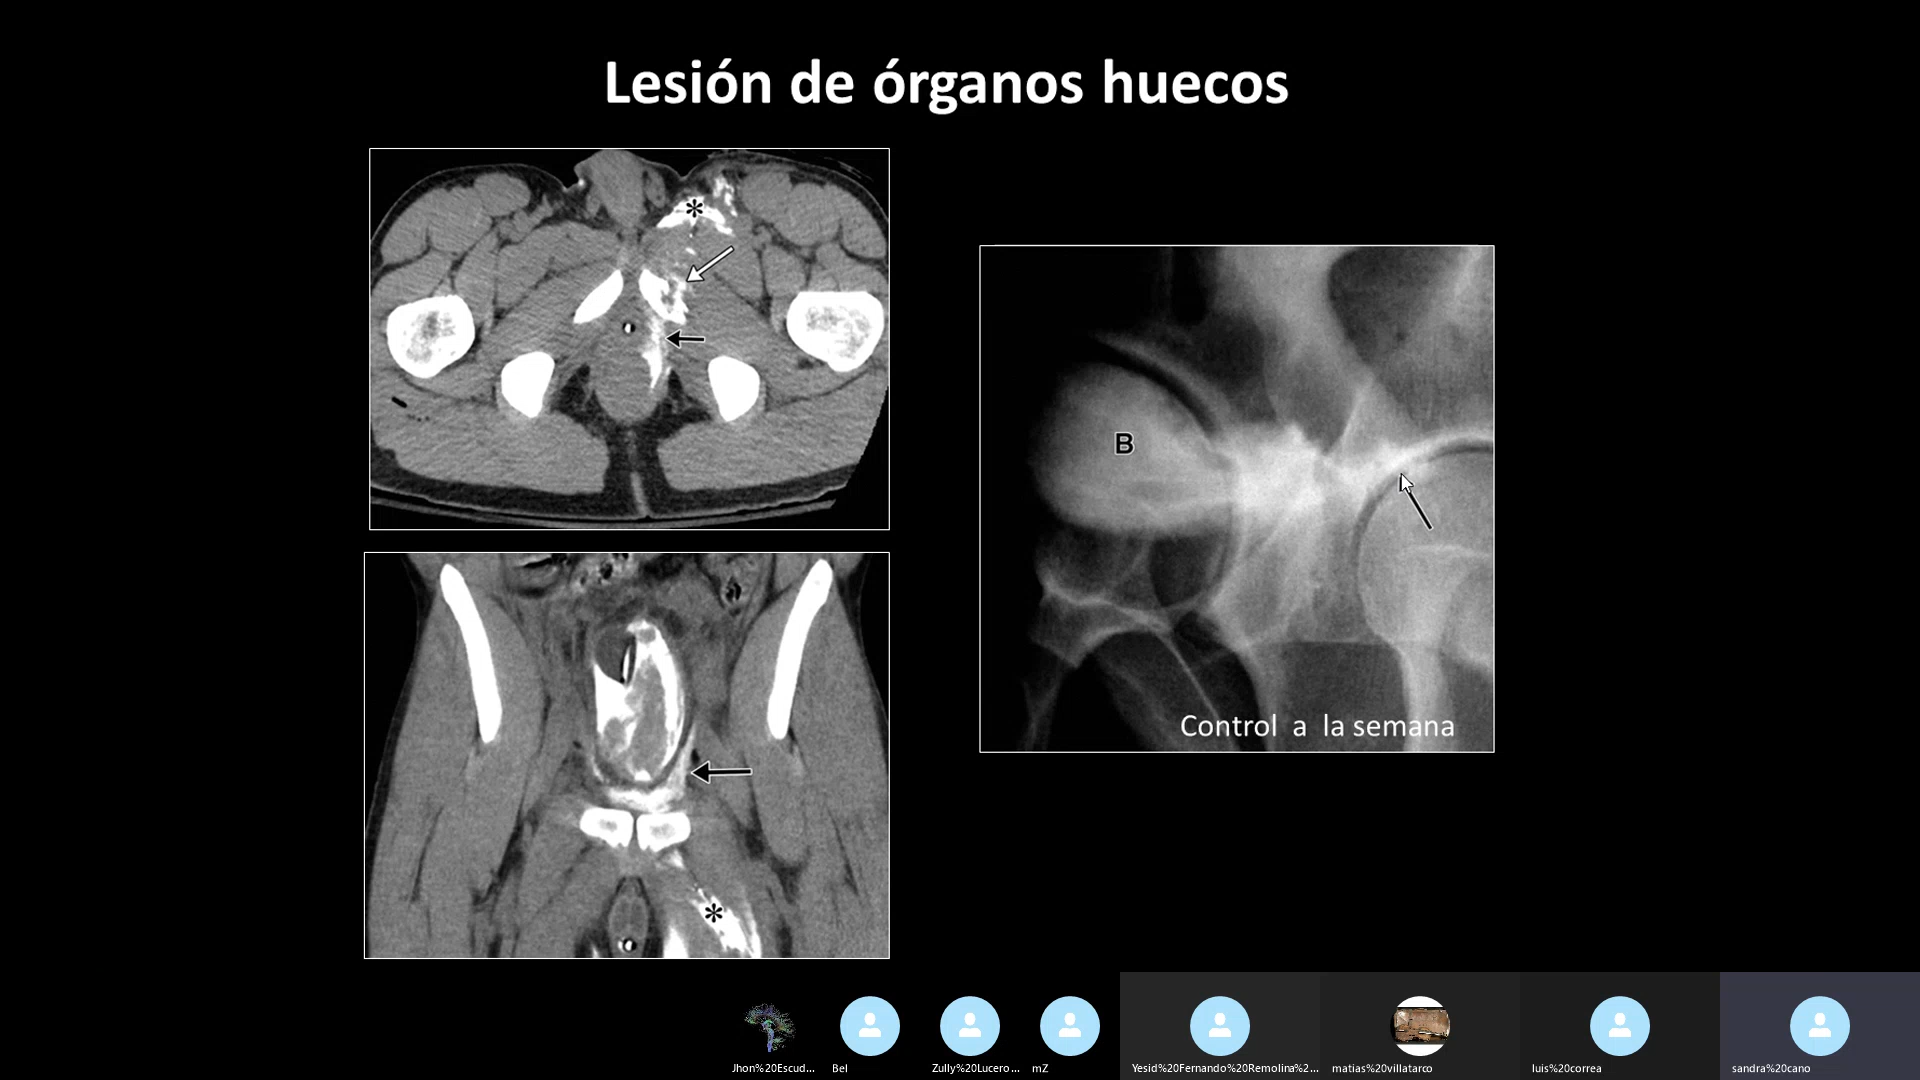 Lesión de órganos huecos
*
B
Control a la semana
*
Jhon%20Escud...
Bel
Zully%20Lucero ...
mZ
Yesid%20Fernando%20Remolina%2...
matias%20villatarco
luis%20correa
sandra%20cano